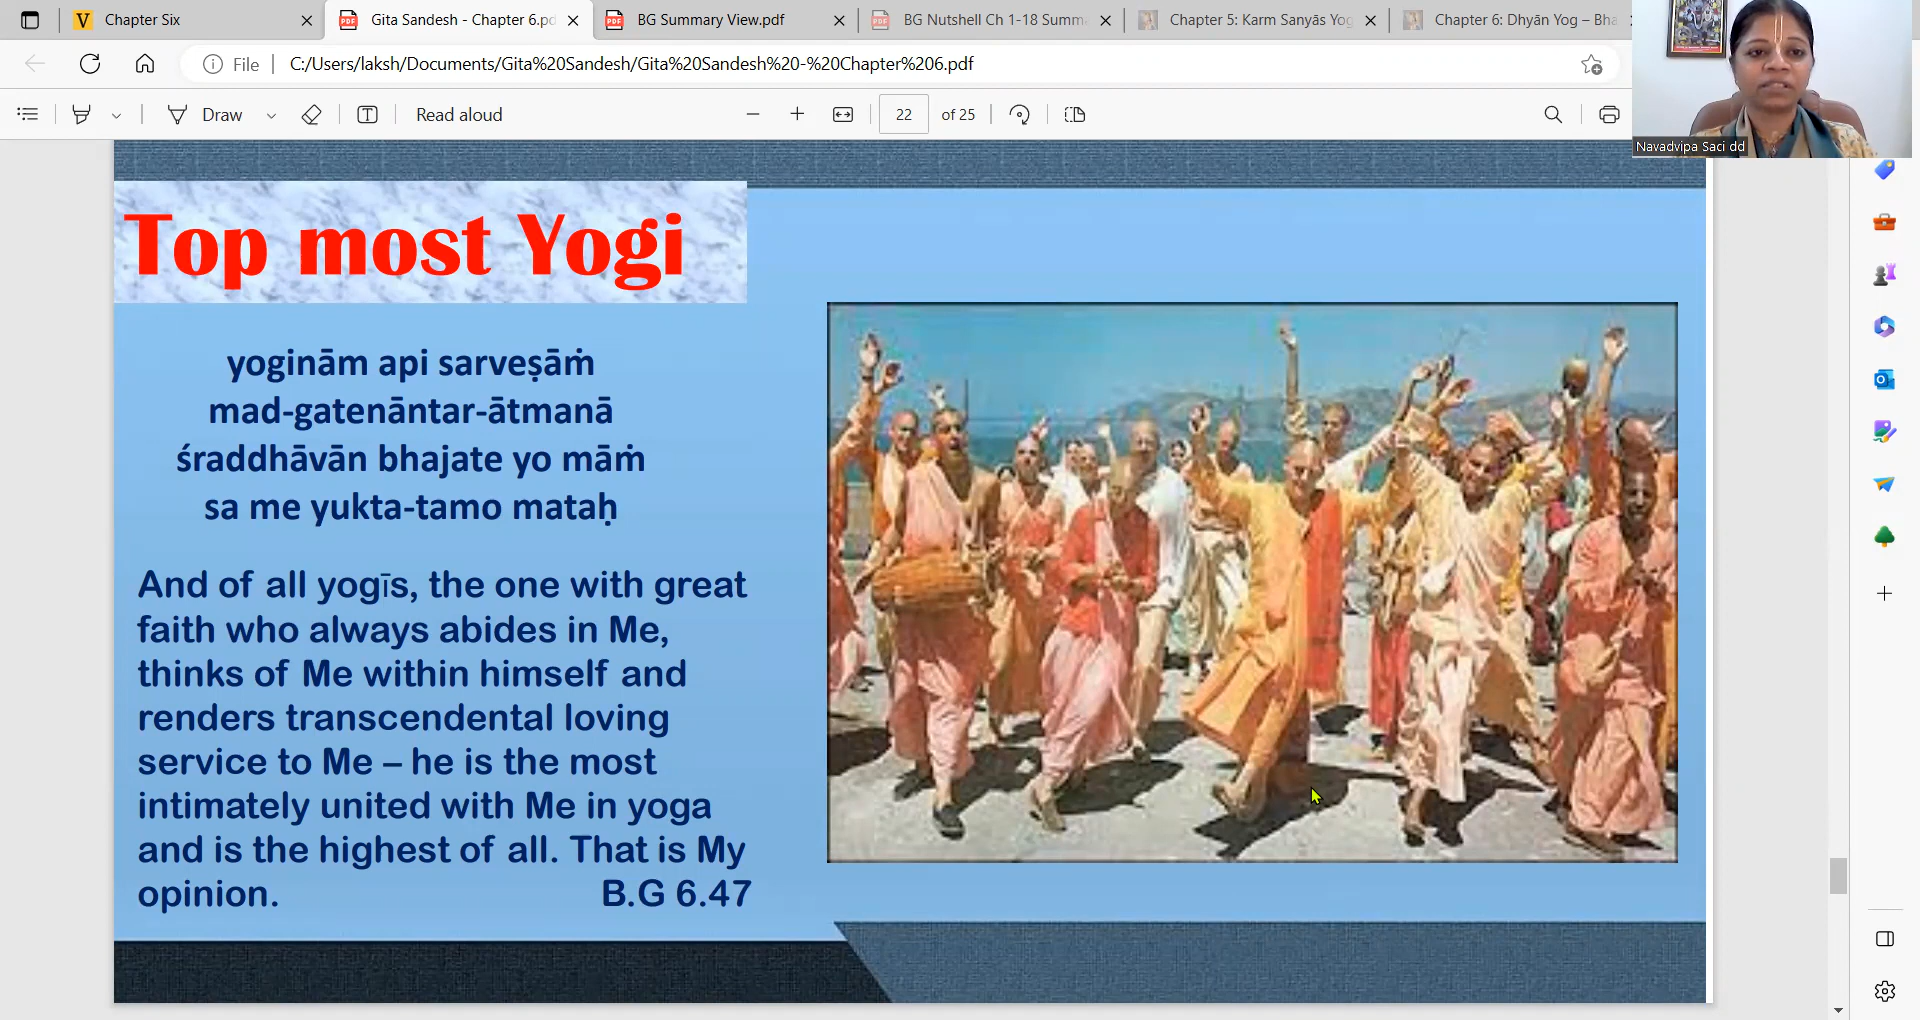 Chapter Six
Gita Sandesh - Chapter 6.pd
BG Summary View.pdf
BG Nutshell Ch 1-18 Summ
Chapter 5: Karm Sanyās Yog
Chapter 6: Dhyān Yog – Bha
File
C:/Users/laksh/Documents/Gita%20Sandesh/Gita%20Sandesh%20-%20Chapter%206.pdf
Draw
Read aloud
22
of 25
Navadvipa Saci dd
Top most Yogi
yoginām api sarveṣāṁ
mad-gatenāntar-ātmanā
śraddhāvān bhajate yo māṁ
sa me yukta-tamo mataḥ
And of all yogīs, the one with great
faith who always abides in Me,
thinks of Me within himself and
renders transcendental loving
service to Me – he is the most
intimately united with Me in yoga
and is the highest of all. That is My
opinion. B.G 6.47